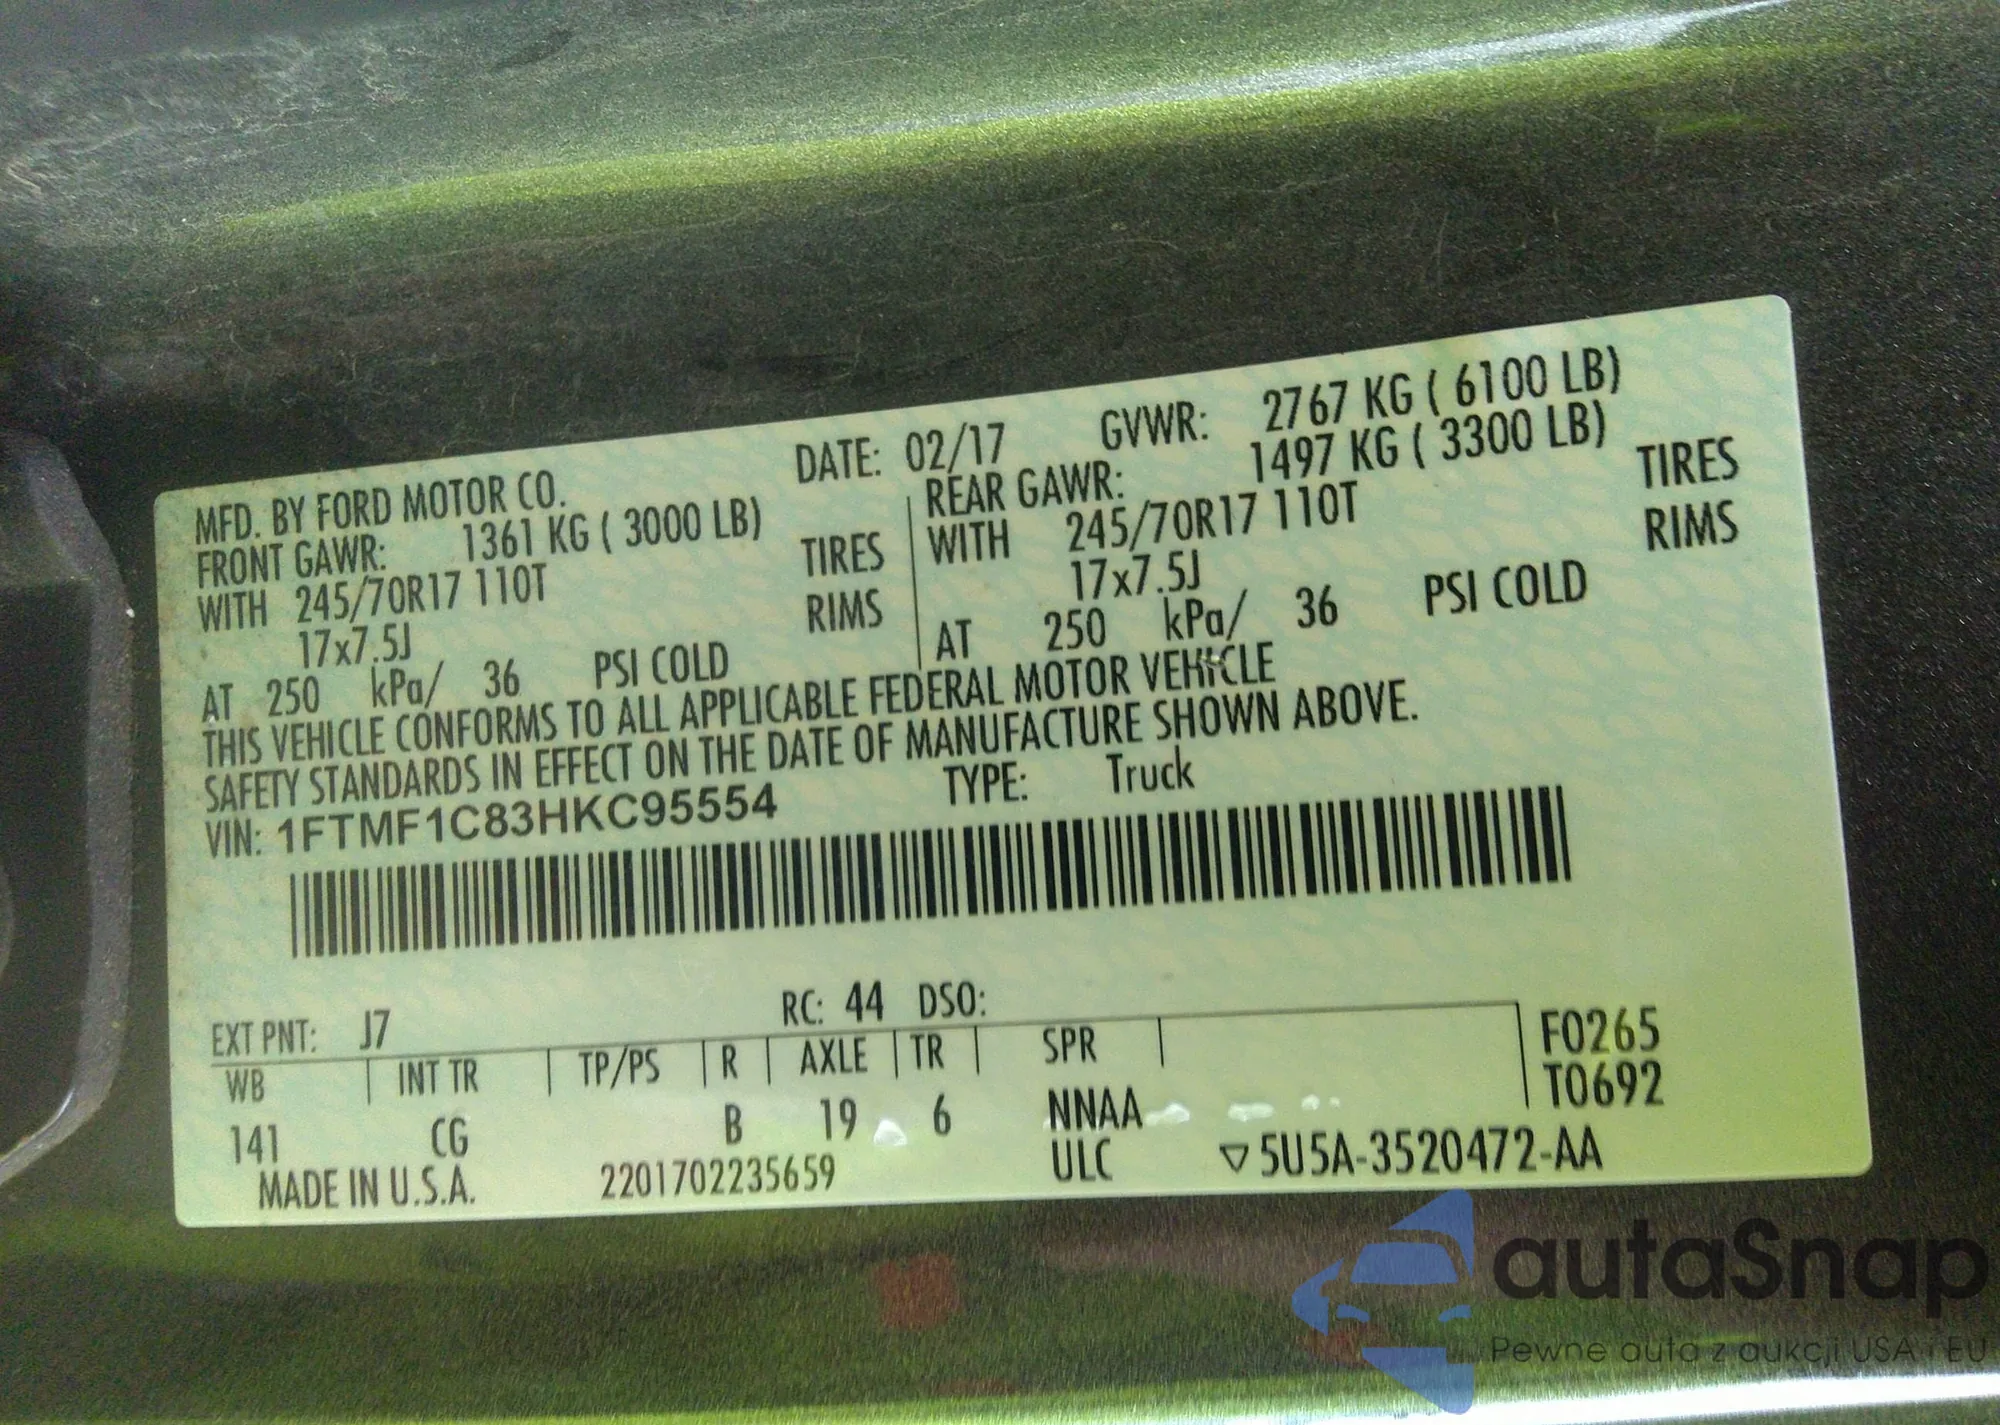 MFD. BY FORD MOTOR CO. DATE: 02/17 GVWR: 2767 KG ( 6100 LB)
FRONT GAWR: 1361 KG ( 3000 LB) REAR GAWR: 1497 KG ( 3300 LB)
WITH 245/70R17 110T TIRES WITH 245/70R17 110T TIRES
17x7.5J RIMS 17x7.5J RIMS
AT 250 kPa/ 36 PSI COLD AT 250 kPa/ 36 PSI COLD
THIS VEHICLE CONFORMS TO ALL APPLICABLE FEDERAL MOTOR VEHICLE
SAFETY STANDARDS IN EFFECT ON THE DATE OF MANUFACTURE SHOWN ABOVE.
VIN: 1FTMF1C83HKC95554 TYPE: Truck
EXT PNT: J7 RC: 44 DSO:
WB INT TR TP/PS R AXLE TR SPR F0265
T0692
141 CG B 19 6 NNAA
MADE IN U.S.A. 2201702235659 ULC ▽5U5A-3520472-AA
autaSnap
Pewne auta z aukcji USA i EU